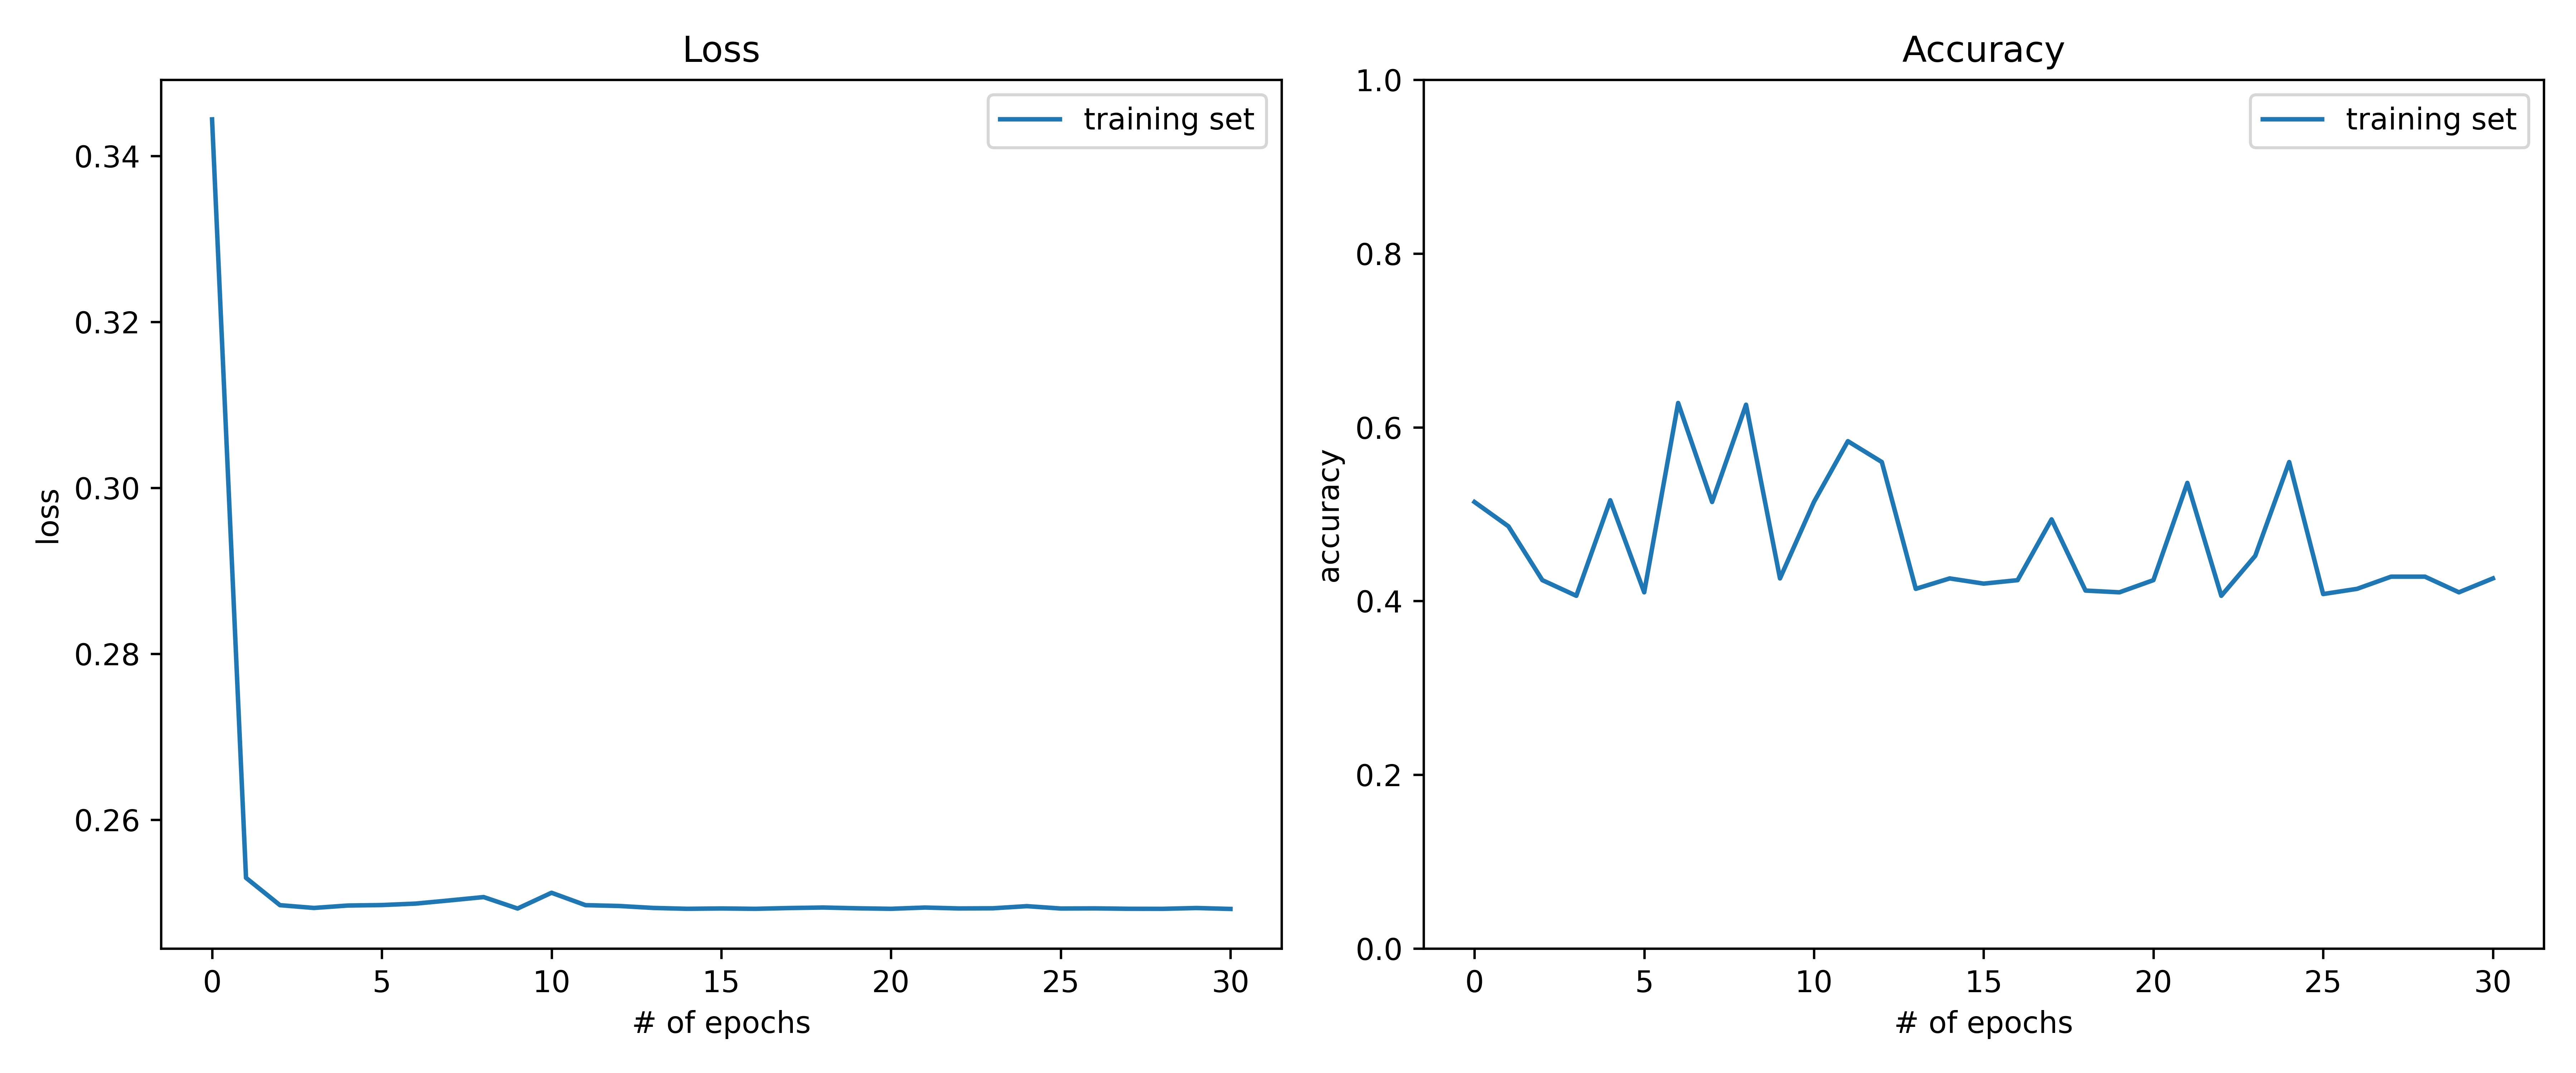 Loss
training set
0.34
0.32
0.30
0.28
0.26
loss
0 5 10 15 20 25 30
# of epochs
Accuracy
training set
1.0
0.8
0.6
0.4
0.2
0.0
accuracy
0 5 10 15 20 25 30
# of epochs